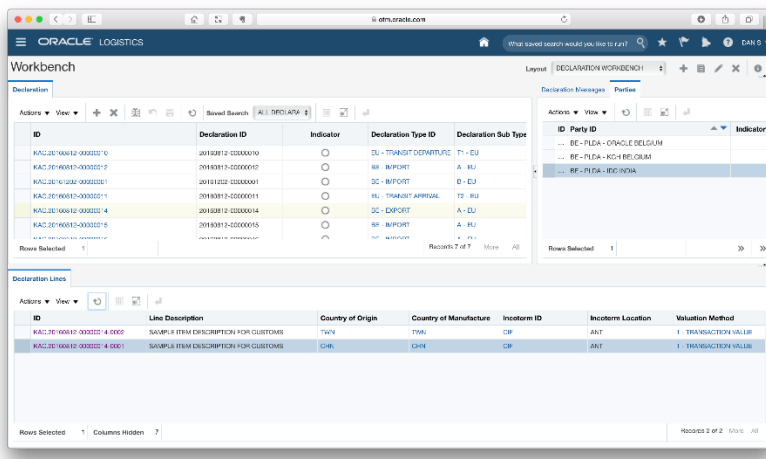 otm.oracle.com
ORACLE LOGISTICS
What saved search would you like to run?
DAN S
Workbench
Layout DECLARATION WORKBENCH
Declaration
Actions View Saved Search ALL DECLARA
ID Declaration ID Indicator Declaration Type ID Declaration Sub Type
KAC.20160812-00000010 20160812-00000010 EU - TRANSIT DEPARTURE T1 - EU
KAC.20160812-00000012 20160812-00000012 BE - IMPORT A - EU
KAC.20161202-00000001 20161202-00000001 BE - IMPORT
KAC.20160812-00000011 20160812-00000011 EU - TRANSIT ARRIVAL T2 - EU
KAC.20160812-00000014 20160812-00000014 BE - EXPORT A - EU
KAC.20160812-00000015 20160812-00000015 BE - IMPORT A - EU
Rows Selected 1 Records 7 of 7 More All
Declaration Messages Parties
Actions View
ID Party ID Indicator
... BE - PLDA - ORACLE BELGIUM
... BE - PLDA - KCH BELGIUM
... BE - PLDA - IDC INDIA
Rows Selected 1
Declaration Lines
Actions View
ID Line Description Country of Origin Country of Manufacture Incoterm ID Incoterm Location Valuation Method
KAC.20160812-00000014-0002 SAMPLE ITEM DESCRIPTION FOR CUSTOMS TWN TWN CIF ANT 1 - TRANSACTION VALUE
KAC.20160812-00000014-0001 SAMPLE ITEM DESCRIPTION FOR CUSTOMS CHN CHN CIF ANT 1 - TRANSACTION VALUE
Rows Selected 1 Columns Hidden 7 Records 2 of 2 More All